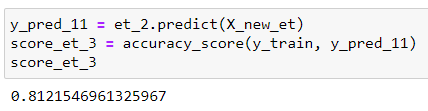 y_pred_11 = et_2.predict(X_new_et)
score_et_3 = accuracy_score(y_train, y_pred_11)
score_et_3
0.8121546961325967